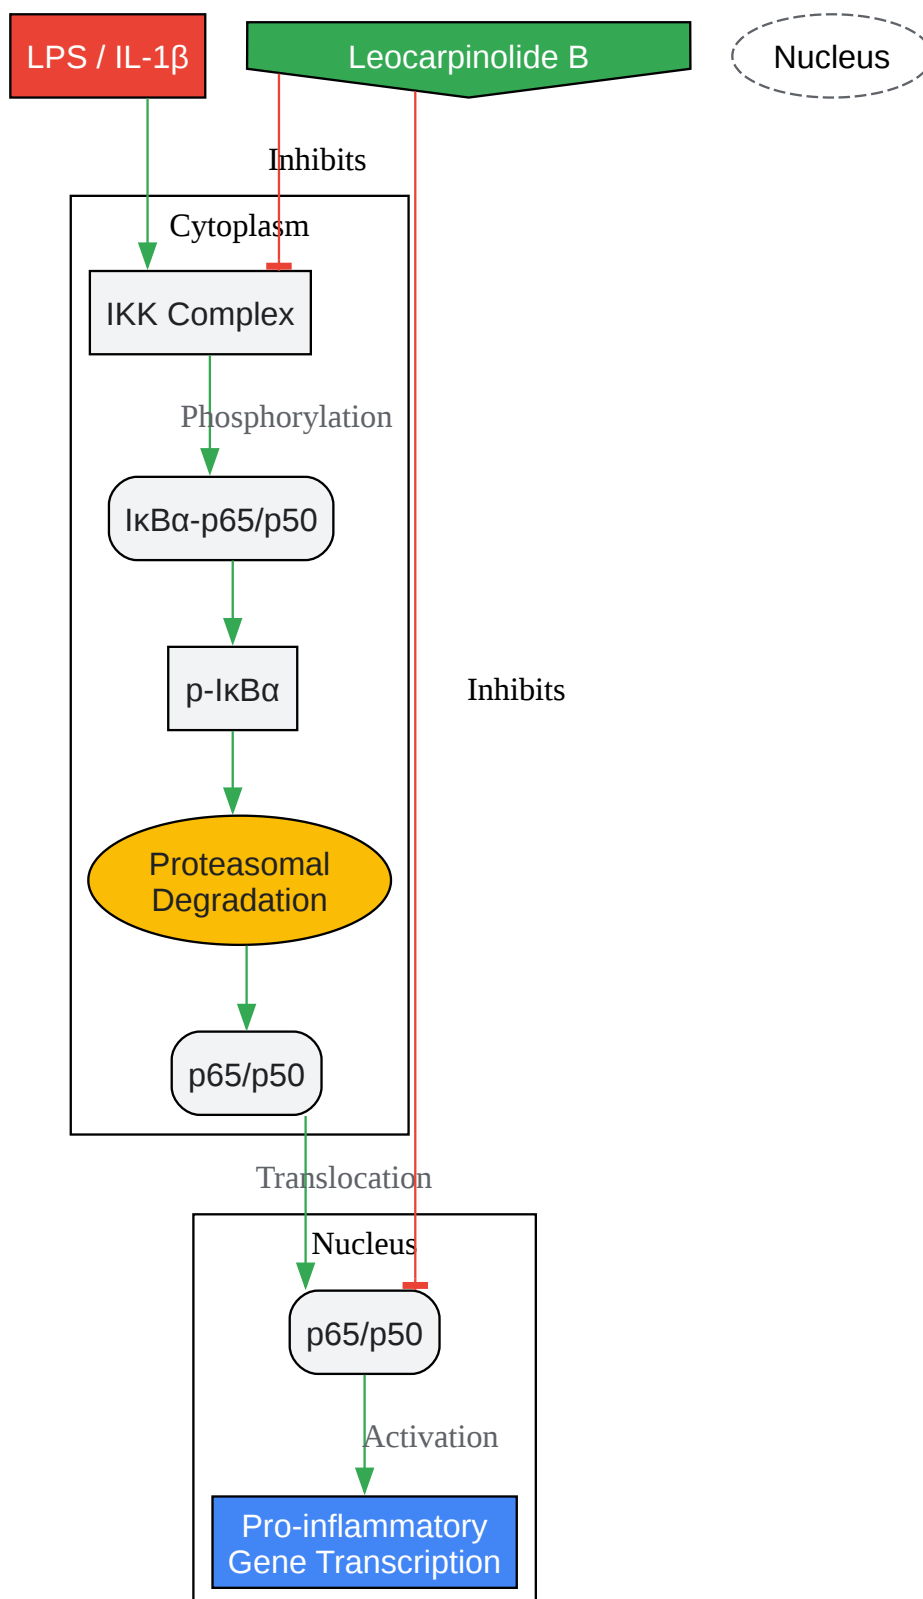 LPS / IL-1β
Leocarpinolide B
Nucleus
Inhibits
Cytoplasm
IKK Complex
Phosphorylation
IκBα-p65/p50
p-IκBα
Inhibits
Proteasomal
Degradation
p65/p50
Translocation
Nucleus
p65/p50
Activation
Pro-inflammatory
Gene Transcription